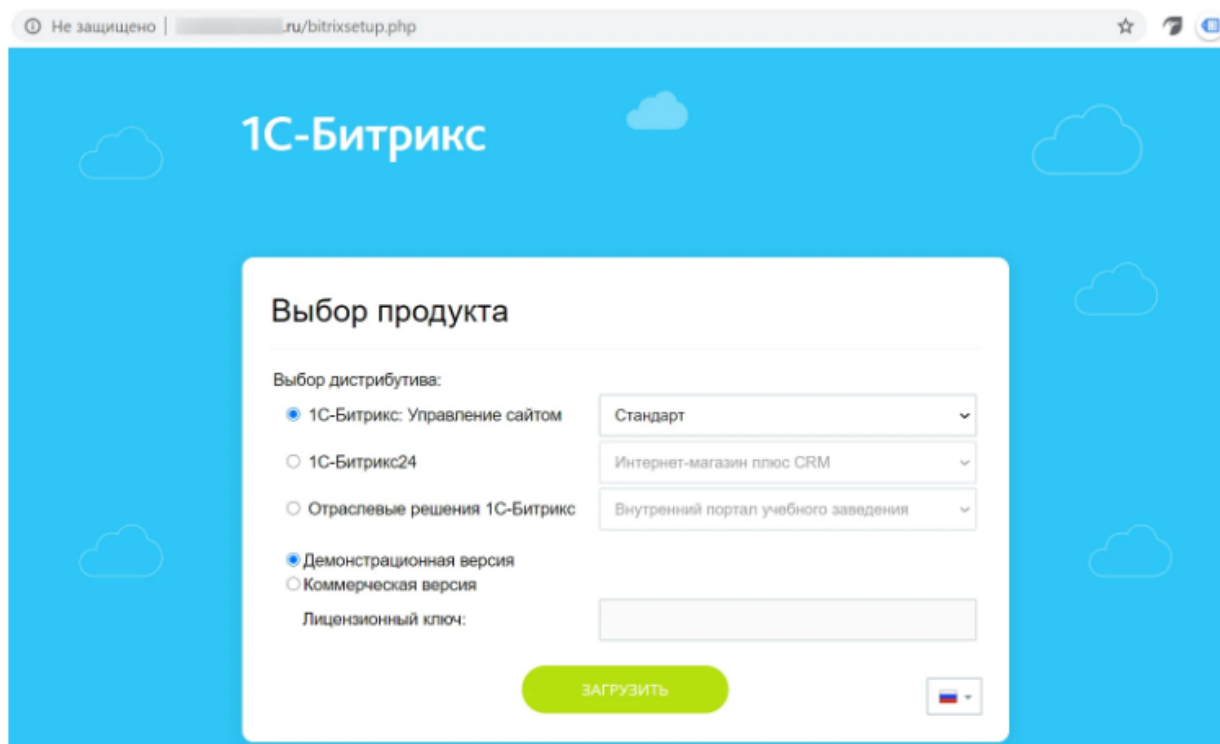 Не защищено | .ru/bitrixsetup.php
1С-Битрикс
Выбор продукта
Выбор дистрибутива:
1С-Битрикс: Управление сайтом Стандарт
1С-Битрикс24 Интернет-магазин плюс CRM
Отраслевые решения 1С-Битрикс Внутренний портал учебного заведения
Демонстрационная версия
Коммерческая версия
Лицензионный ключ:
ЗАГРУЗИТЬ